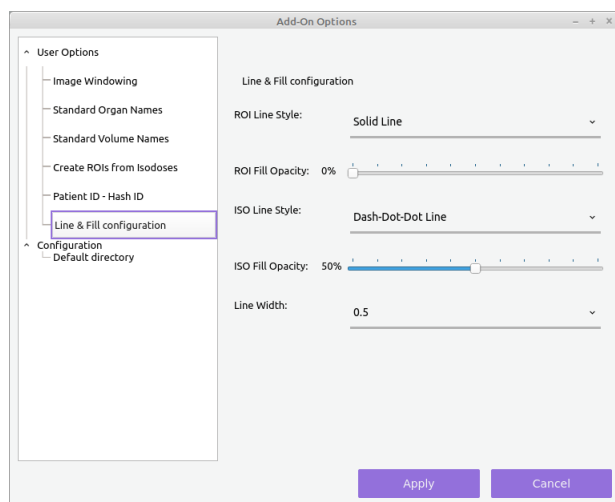 Add-On Options
User Options
Image Windowing
Standard Organ Names
Standard Volume Names
Create ROIs from Isodoses
Patient ID - Hash ID
Line & Fill configuration
Configuration
Default directory
Line & Fill configuration
ROI Line Style: Solid Line
ROI Fill Opacity: 0%
ISO Line Style: Dash-Dot-Dot Line
ISO Fill Opacity: 50%
Line Width: 0.5
Apply Cancel